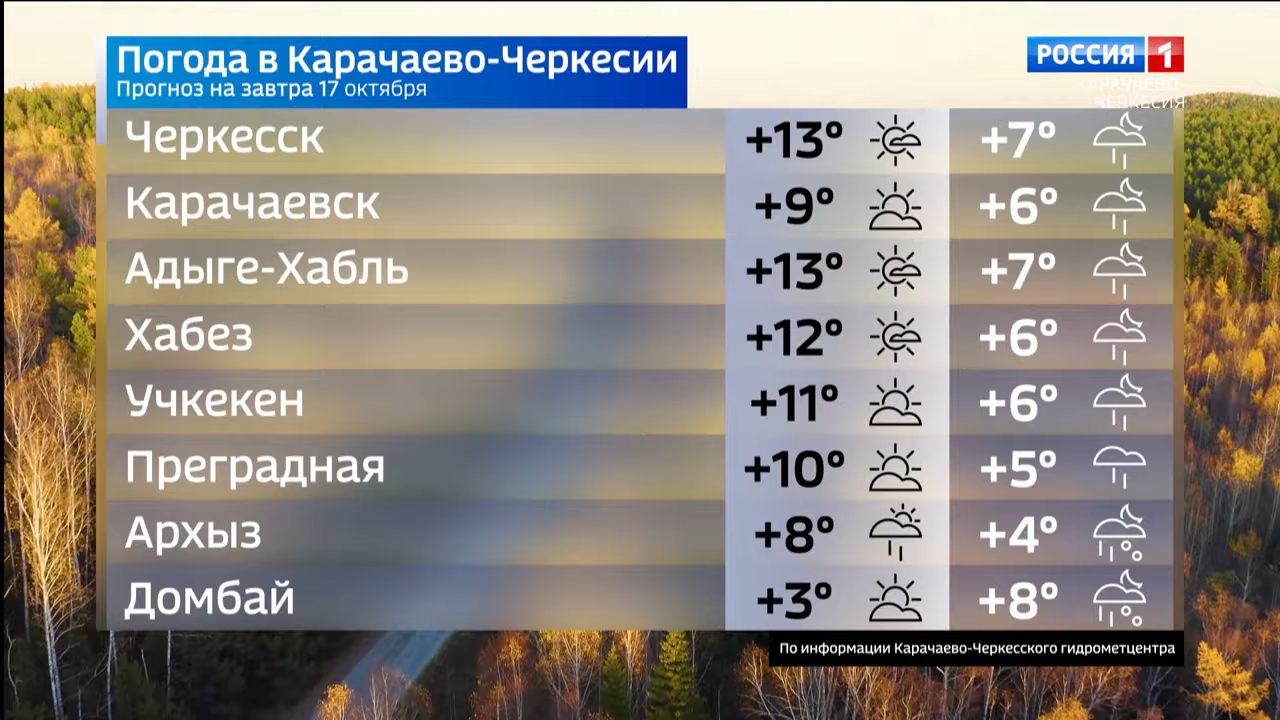 Погода в Карачаево-Черкесии
Прогноз на завтра 17 октября
РОССИЯ 1
КАРАЧАЕВО-
ЧЕРКЕСИЯ
Черкесск +13° +7°
Карачаевск +9° +6°
Адыге-Хабль +13° +7°
Хабез +12° +6°
Учкекен +11° +6°
Преградная +10° +5°
Архыз +8° +4°
Домбай +3° +8°
По информации Карачаево-Черкесского гидрометцентра